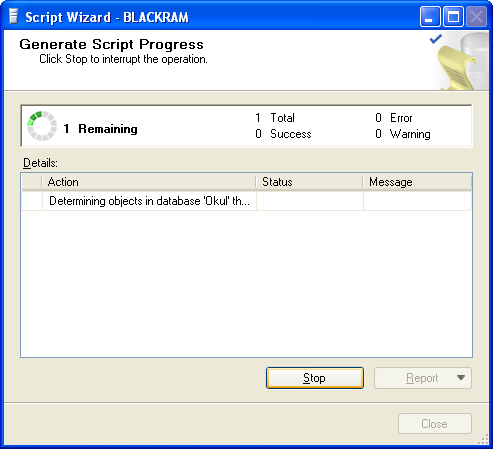 Script Wizard - BLACKRAM
Generate Script Progress
Click Stop to interrupt the operation.
1 Remaining
1 Total
0 Error
0 Success
0 Warning
Details:
Action Status Message
Determining objects in database 'Okul' th...
Stop
Report
Close